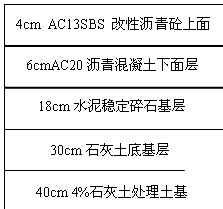 4cm AC13SBS 改性沥青砼上面
6cmAC20 沥青混凝土下面层
18cm 水泥稳定碎石基层
30cm 石灰土底基层
40cm 4%石灰土处理土基